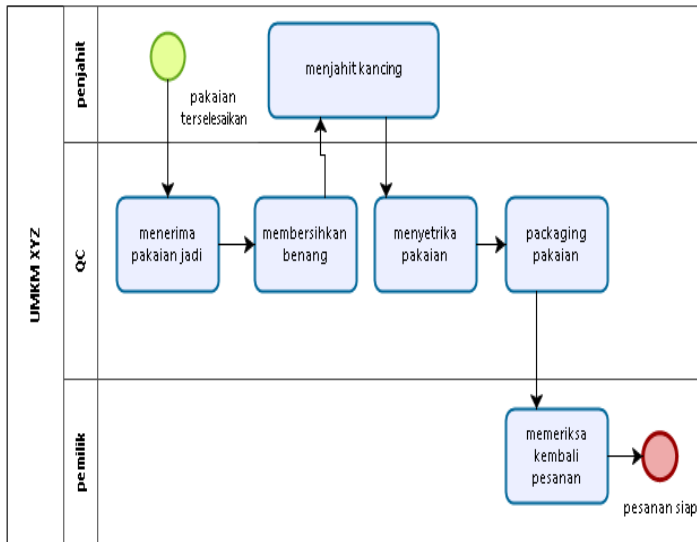 UMKM XYZ
penjahit
pakaian
terselesaikan
menjahit kancing
QC
menerima
pakaian jadi
membersihkan
benang
menyetrika
pakaian
packaging
pakaian
pemilik
memeriksa
kembali
pesanan
pesanan siap